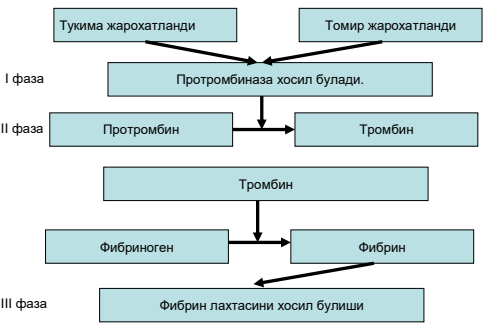 Тукима жарохатланди
Томир жарохатланди
I фаза
Протромбиназа хосил булади.
II фаза
Протромбин
Тромбин
Тромбин
Фибриноген
Фибрин
III фаза
Фибрин лахтасини хосил булиши